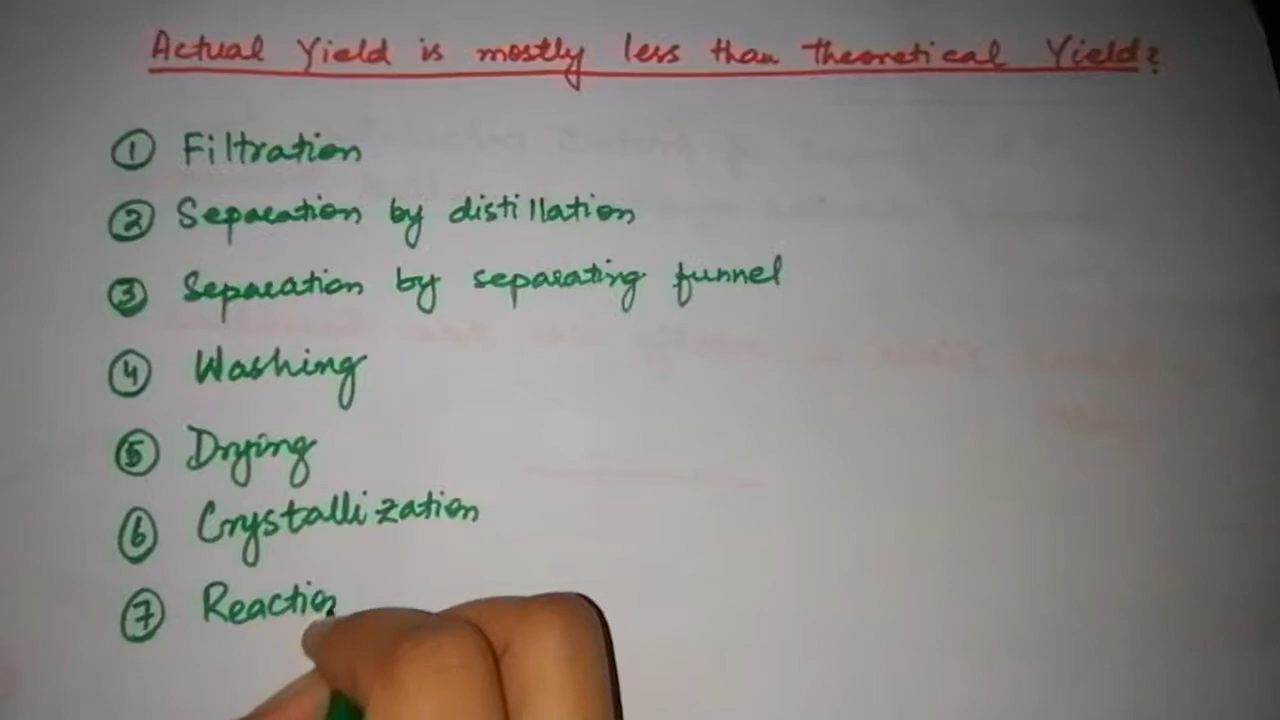 Actual Yield is mostly less than theoretical Yield?
① Filtration
② Separation by distillation
③ Separation by separating funnel
④ Washing
⑤ Drying
⑥ Crystallization
⑦ Reaction